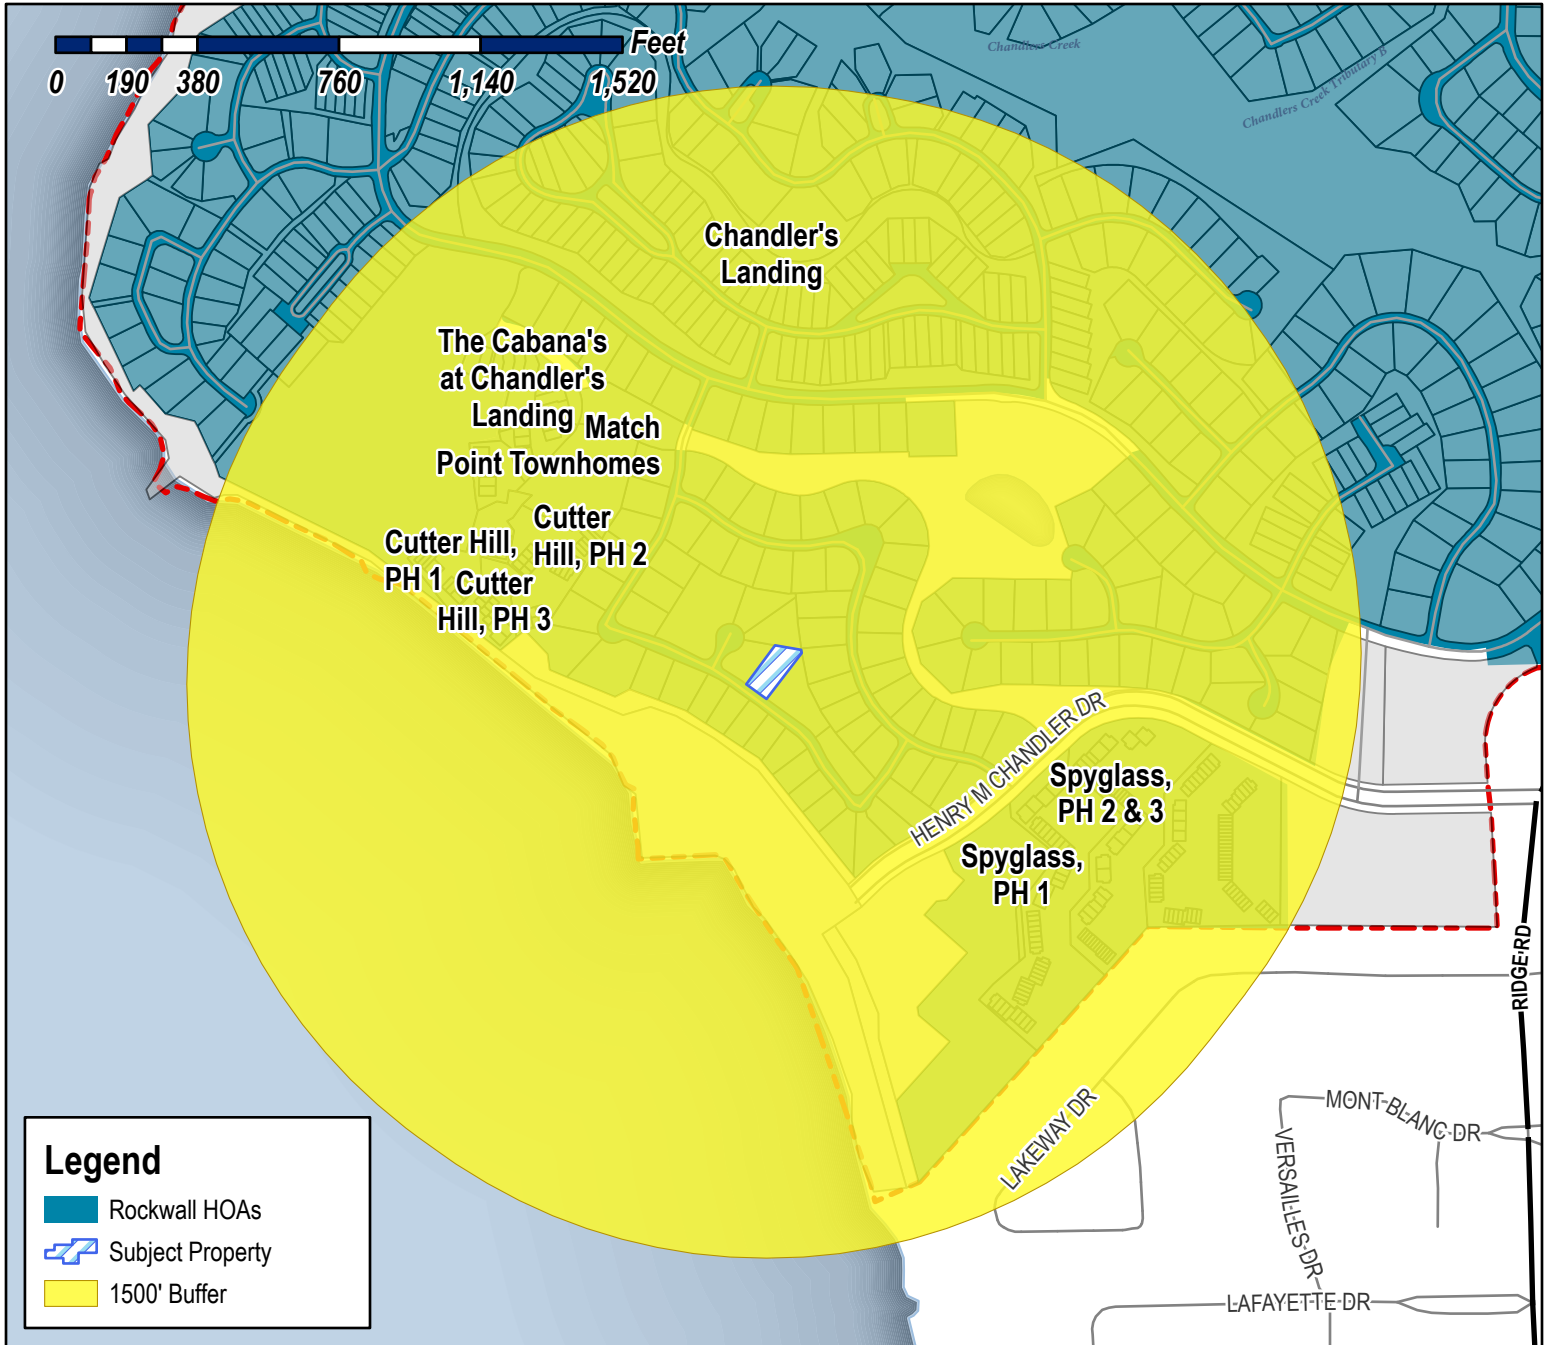 Feet
0 190 380 760 1,140 1,520
Chandlers Creek
Chandlers Creek Tributary B
Chandler's
Landing
The Cabana's
at Chandler's
Landing
Match
Point Townhomes
Cutter
Hill, PH 2
Cutter Hill,
PH 1
Cutter
Hill, PH 3
HENRY M CHANDLER DR
Spyglass,
PH 2 & 3
Spyglass,
PH 1
RIDGE RD
LAKEWAY DR
MONT BLANC DR
VERSAILLES DR
LAFAYETTE DR
Legend
Rockwall HOAs
Subject Property
1500' Buffer